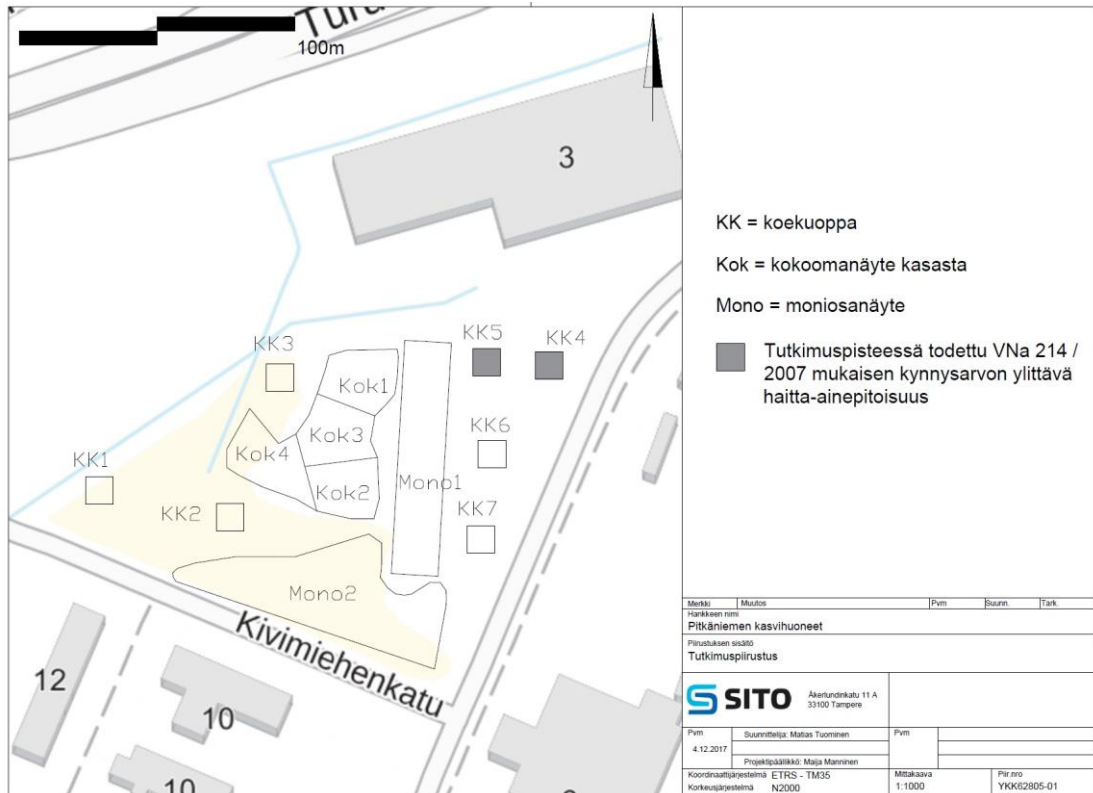 100m
3
KK3
KK5
KK4
Kok1
Kok3
KK6
Kok4
KK1
Kok2
Mono1
KK2
KK7
Mono2
Kivimiehenkatu
12
10
10
KK = koekuoppa
Kok = kokoomanäyte kasasta
Mono = moniosanäyte
Tutkimuspisteessä todettu VNa 214 /
2007 mukaisen kynnysarvon ylittävä
haitta-ainepitoisuus
Merkki Muutos Pvm Suunn. Tark.
Hankkeen nimi
Pitkäniemen kasvihuoneet
Piirustuksen sisältö
Tutkimuspiirustus
SITO
Åkerlundinkatu 11 A
33100 Tampere
Pvm Suunnittelija: Matias Tuominen Pvm
4.12.2017
Projektipäällikkö: Maija Manninen
Koordinaattijärjestelmä ETRS - TM35 Mittakaava Piir.nro
Korkeusjärjestelmä N2000 1:1000 YKK62805-01